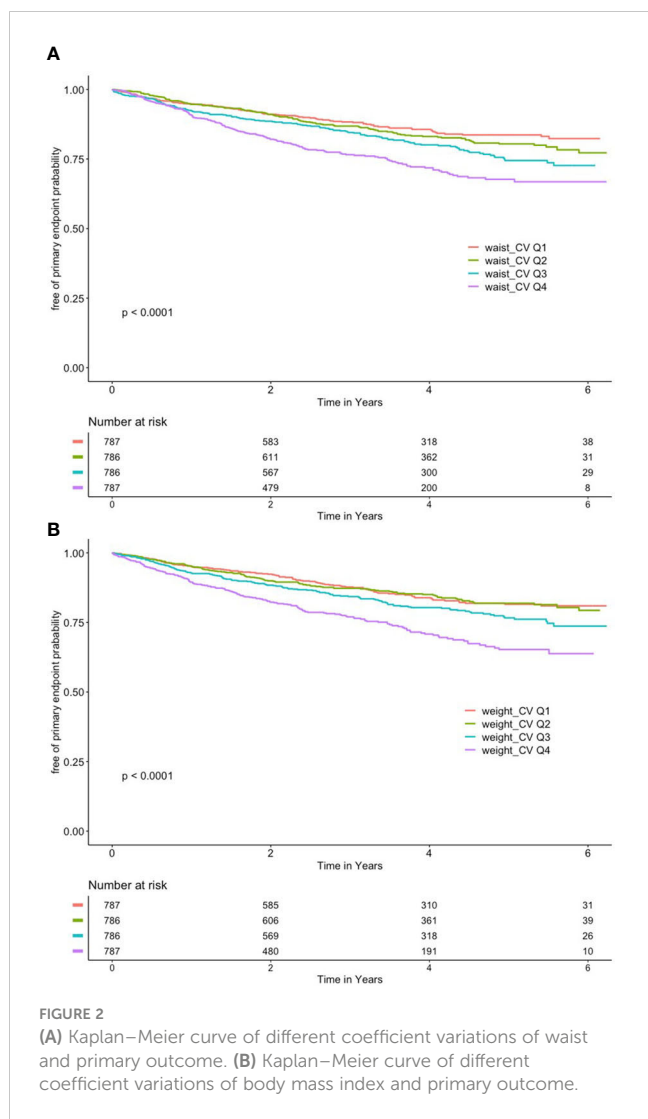 A
1.00
0.75
0.50
0.25
0.00
free of primary endpoint prabability
waist_CV Q1
waist_CV Q2
waist_CV Q3
waist_CV Q4
p < 0.0001
0 2 4 6
Time in Years
Number at risk
787 583 318 38
786 611 362 31
786 567 300 29
787 479 200 8
0 2 4 6
Time in Years
B
1.00
0.75
0.50
0.25
0.00
free of primary endpoint prabability
weight_CV Q1
weight_CV Q2
weight_CV Q3
weight_CV Q4
p < 0.0001
0 2 4 6
Time in Years
Number at risk
787 585 310 31
786 606 361 39
786 569 318 26
787 480 191 10
0 2 4 6
Time in Years
FIGURE 2
(A) Kaplan–Meier curve of different coefficient variations of waist
and primary outcome. (B) Kaplan–Meier curve of different
coefficient variations of body mass index and primary outcome.